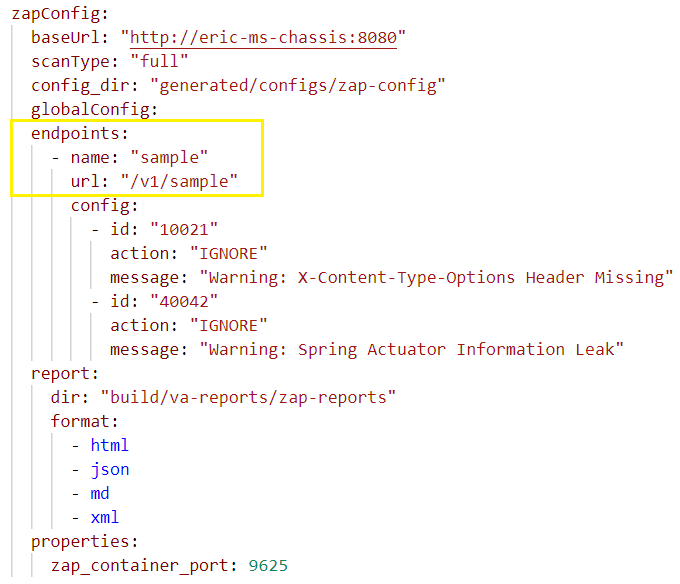 zapConfig:
baseUrl: "http://eric-ms-chassis:8080"
scanType: "full"
config_dir: "generated/configs/zap-config"
globalConfig:
endpoints:
- name: "sample"
url: "/v1/sample"
config:
- id: "10021"
action: "IGNORE"
message: "Warning: X-Content-Type-Options Header Missing"
- id: "40042"
action: "IGNORE"
message: "Warning: Spring Actuator Information Leak"
report:
dir: "build/va-reports/zap-reports"
format:
- html
- json
- md
- xml
properties:
zap_container_port: 9625